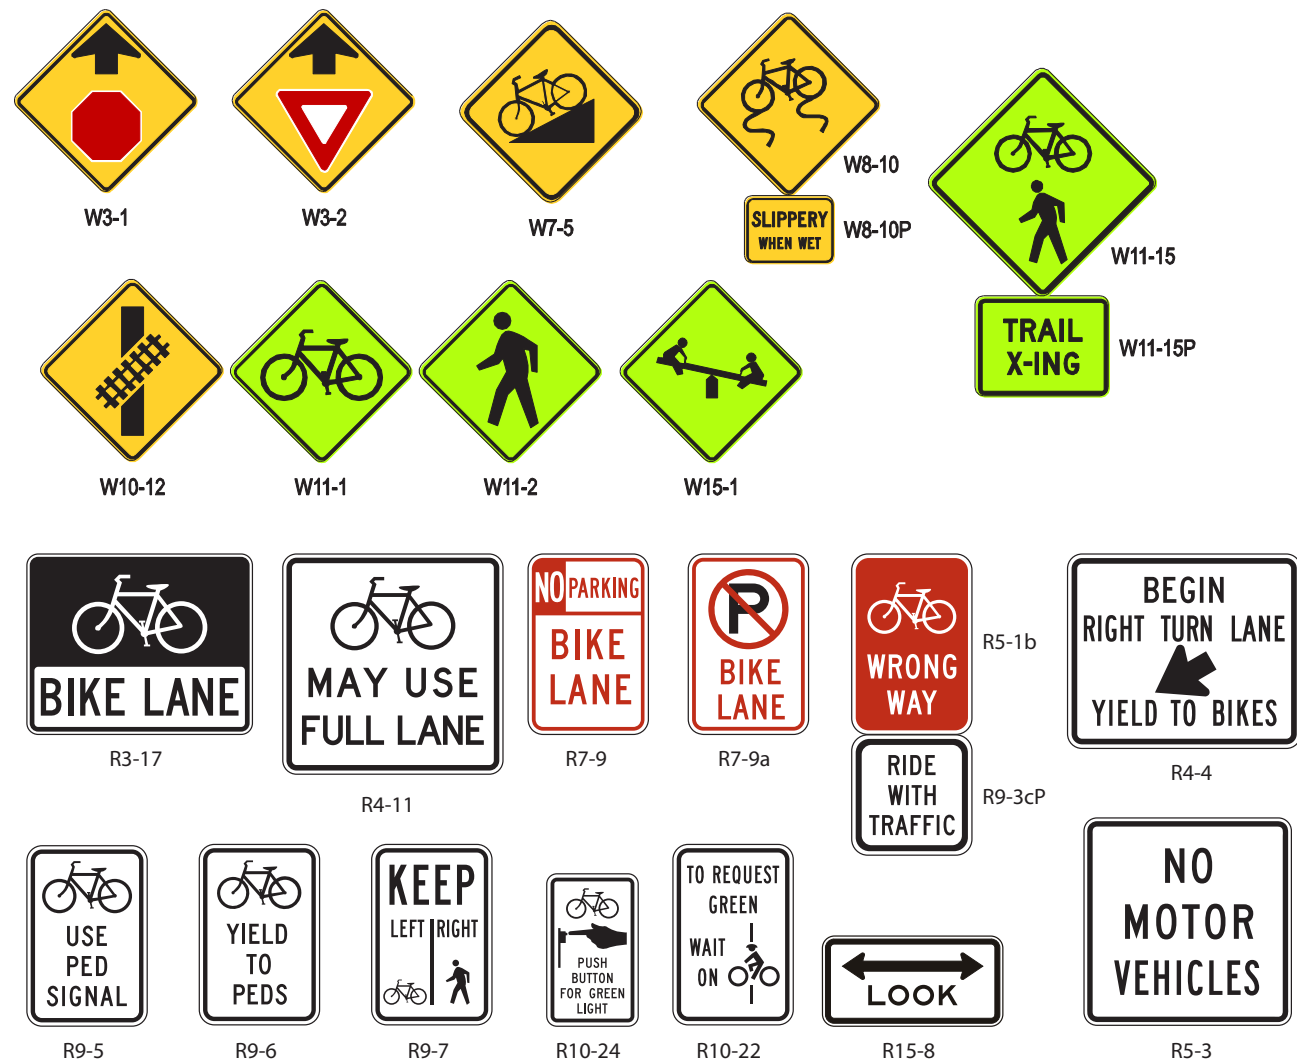 W3-1
W3-2
W7-5
W8-10
SLIPPERY
WHEN WET
W8-10P
W11-15
TRAIL
X-ING
W11-15P
W10-12
W11-1
W11-2
W15-1
BIKE LANE
R3-17
MAY USE
FULL LANE
R4-11
NO PARKING
BIKE
LANE
R7-9
P
BIKE
LANE
R7-9a
WRONG
WAY
R5-1b
RIDE
WITH
TRAFFIC
R9-3cP
BEGIN
RIGHT TURN LANE
YIELD TO BIKES
R4-4
USE
PED
SIGNAL
R9-5
YIELD
TO
PEDS
R9-6
KEEP
LEFT RIGHT
R9-7
PUSH
BUTTON
FOR GREEN
LIGHT
R10-24
TO REQUEST
GREEN
WAIT
ON
R10-22
LOOK
R15-8
NO
MOTOR
VEHICLES
R5-3